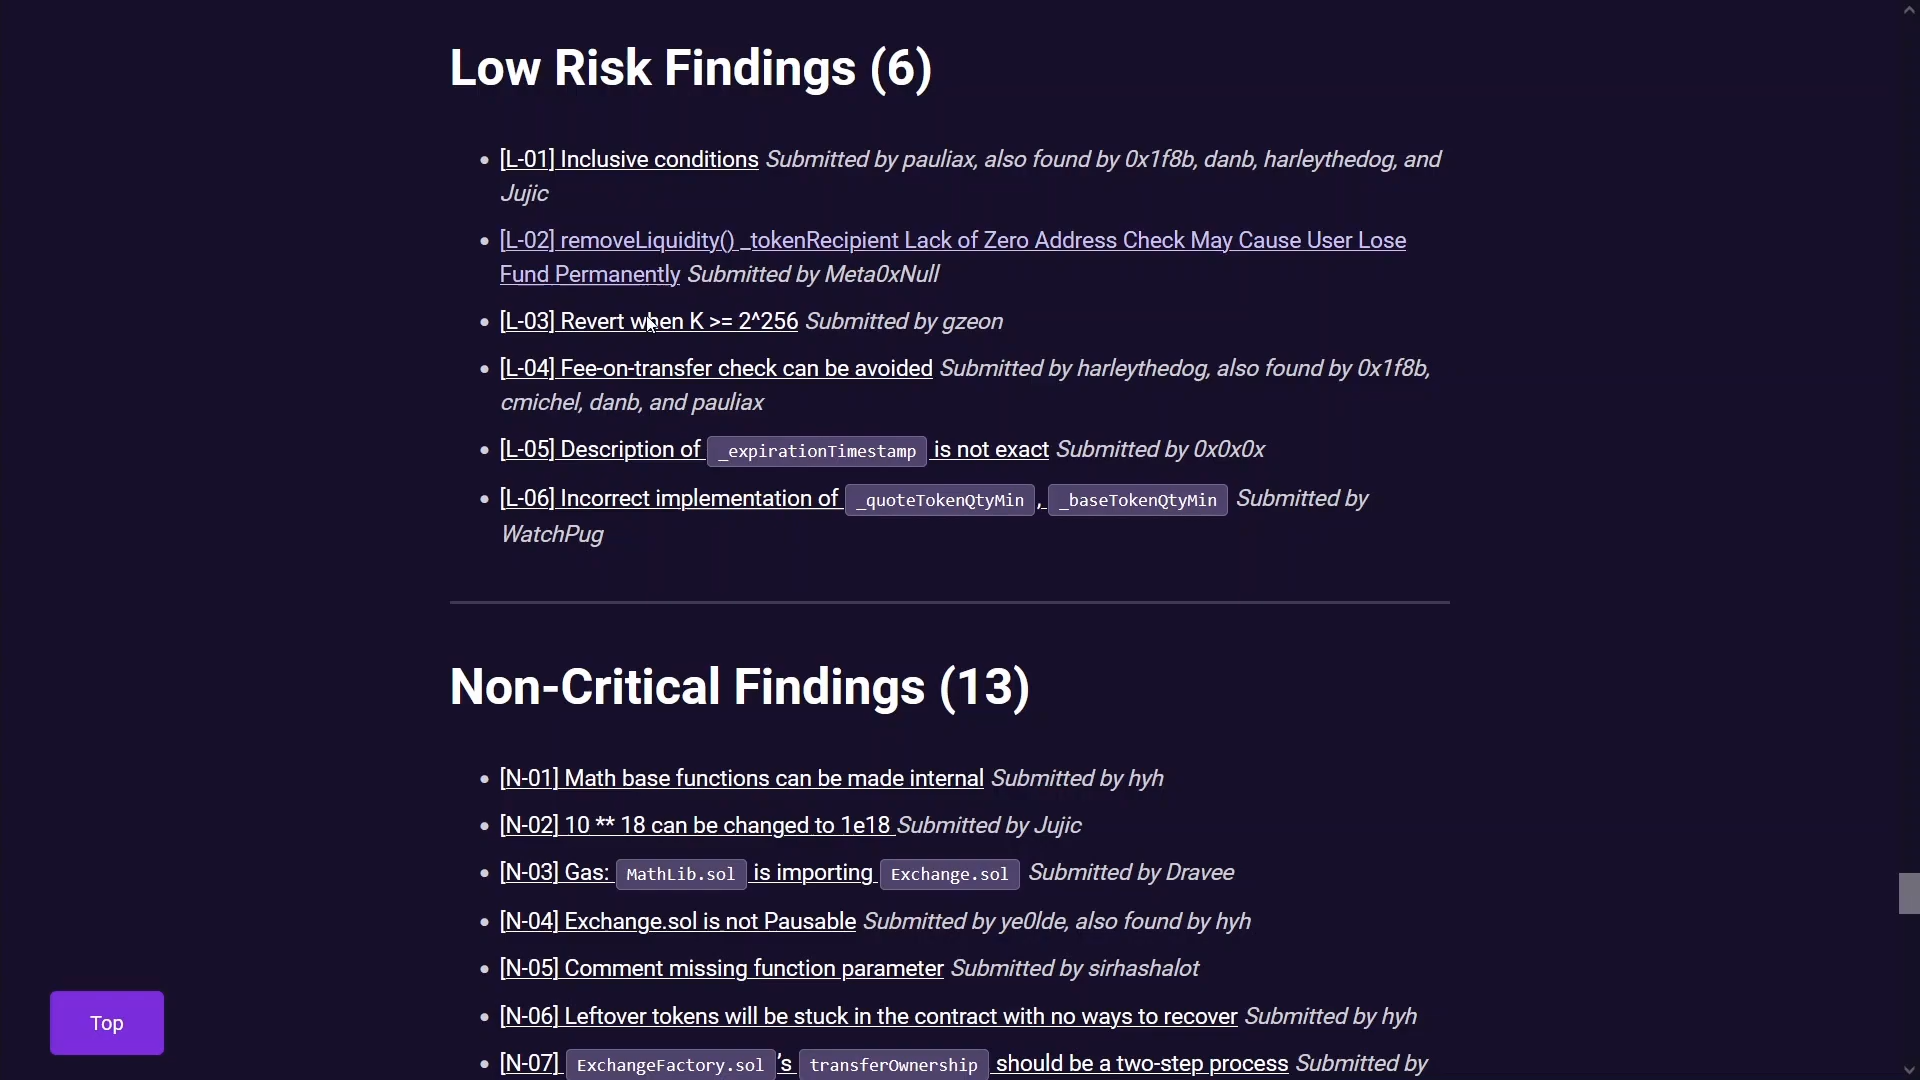 Low Risk Findings (6)
• [L-01] Inclusive conditions Submitted by pauliax, also found by 0x1f8b, danb, harleythedog, and
Jujic
• [L-02] removeLiquidity() _tokenRecipient Lack of Zero Address Check May Cause User Lose
Fund Permanently Submitted by Meta0xNull
• [L-03] Revert when K >= 2^256 Submitted by gzeon
• [L-04] Fee-on-transfer check can be avoided Submitted by harleythedog, also found by 0x1f8b,
cmichel, danb, and pauliax
• [L-05] Description of _expirationTimestamp is not exact Submitted by 0x0x0x
• [L-06] Incorrect implementation of _quoteTokenQtyMin, _baseTokenQtyMin Submitted by
WatchPug
Non-Critical Findings (13)
• [N-01] Math base functions can be made internal Submitted by hyh
• [N-02] 10 ** 18 can be changed to 1e18 Submitted by Jujic
• [N-03] Gas: MathLib.sol is importing Exchange.sol Submitted by Dravee
• [N-04] Exchange.sol is not Pausable Submitted by ye0lde, also found by hyh
• [N-05] Comment missing function parameter Submitted by sirhashalot
• [N-06] Leftover tokens will be stuck in the contract with no ways to recover Submitted by hyh
• [N-07] ExchangeFactory.sol's transferOwnership should be a two-step process Submitted by
Top